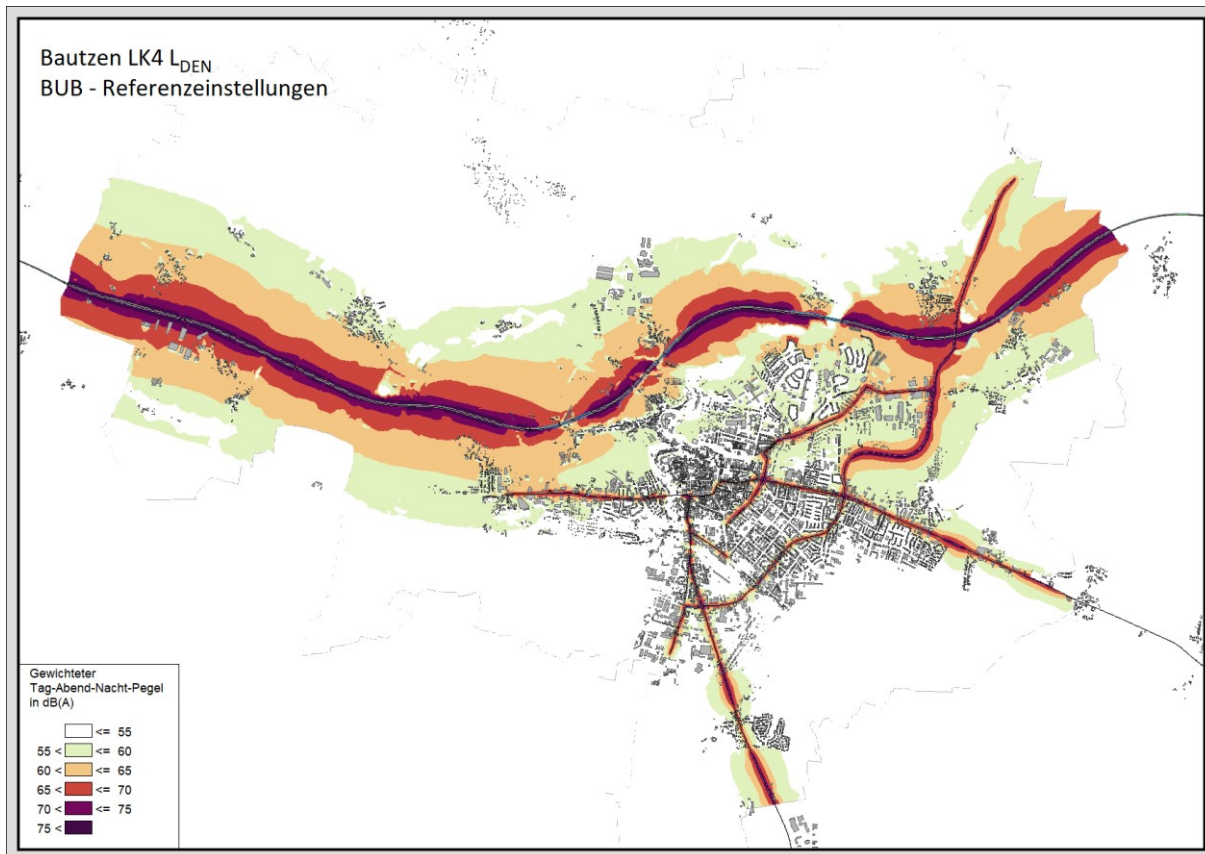 Bautzen LK4 LDEN
BUB - Referenzeinstellungen
Gewichteter
Tag-Abend-Nacht-Pegel
in dB(A)
<= 55
55 < <= 60
60 < <= 65
65 < <= 70
70 < <= 75
75 <